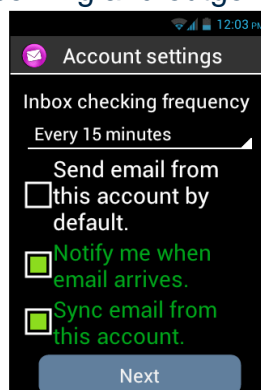 12:03 PM
Account settings
Inbox checking frequency
Every 15 minutes
Send email from
this account by
default.
Notify me when
email arrives.
Sync email from
this account.
Next